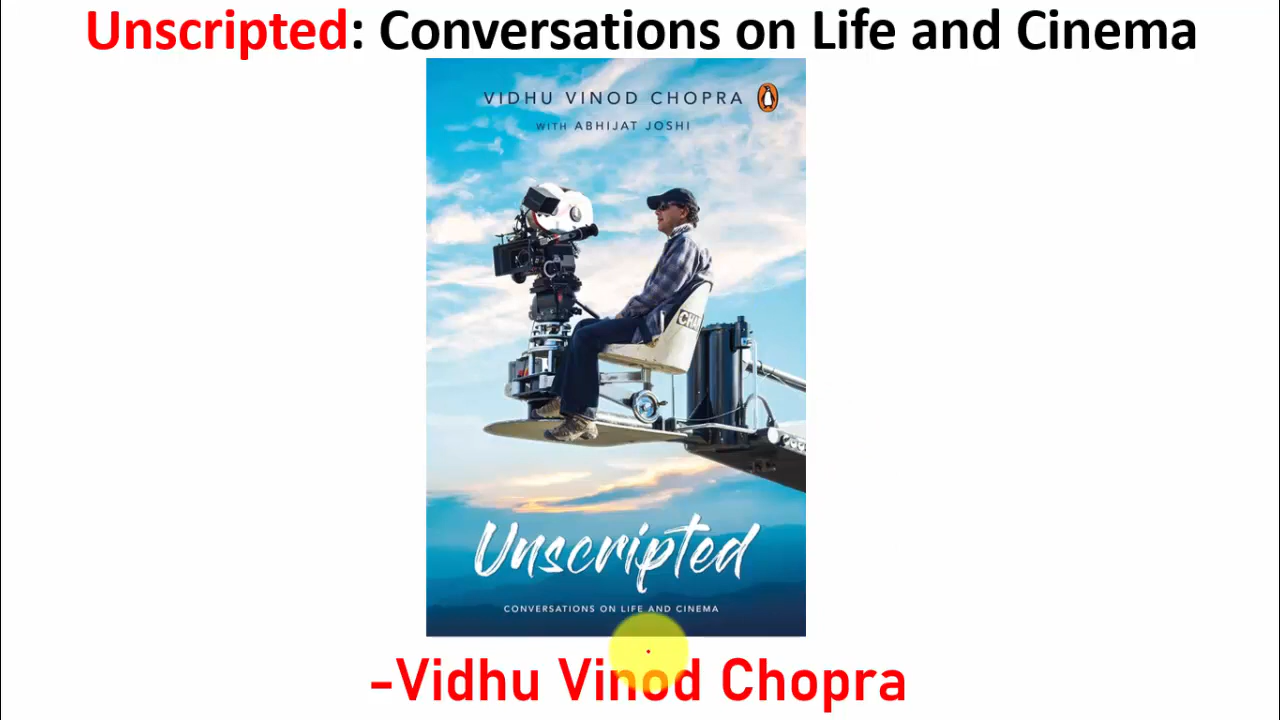 Unscripted: Conversations on Life and Cinema
VIDHU VINOD CHOPRA
WITH ABHIJAT JOSHI
CHA
Unscripted
CONVERSATIONS ON LIFE AND CINEMA
-Vidhu Vinod Chopra